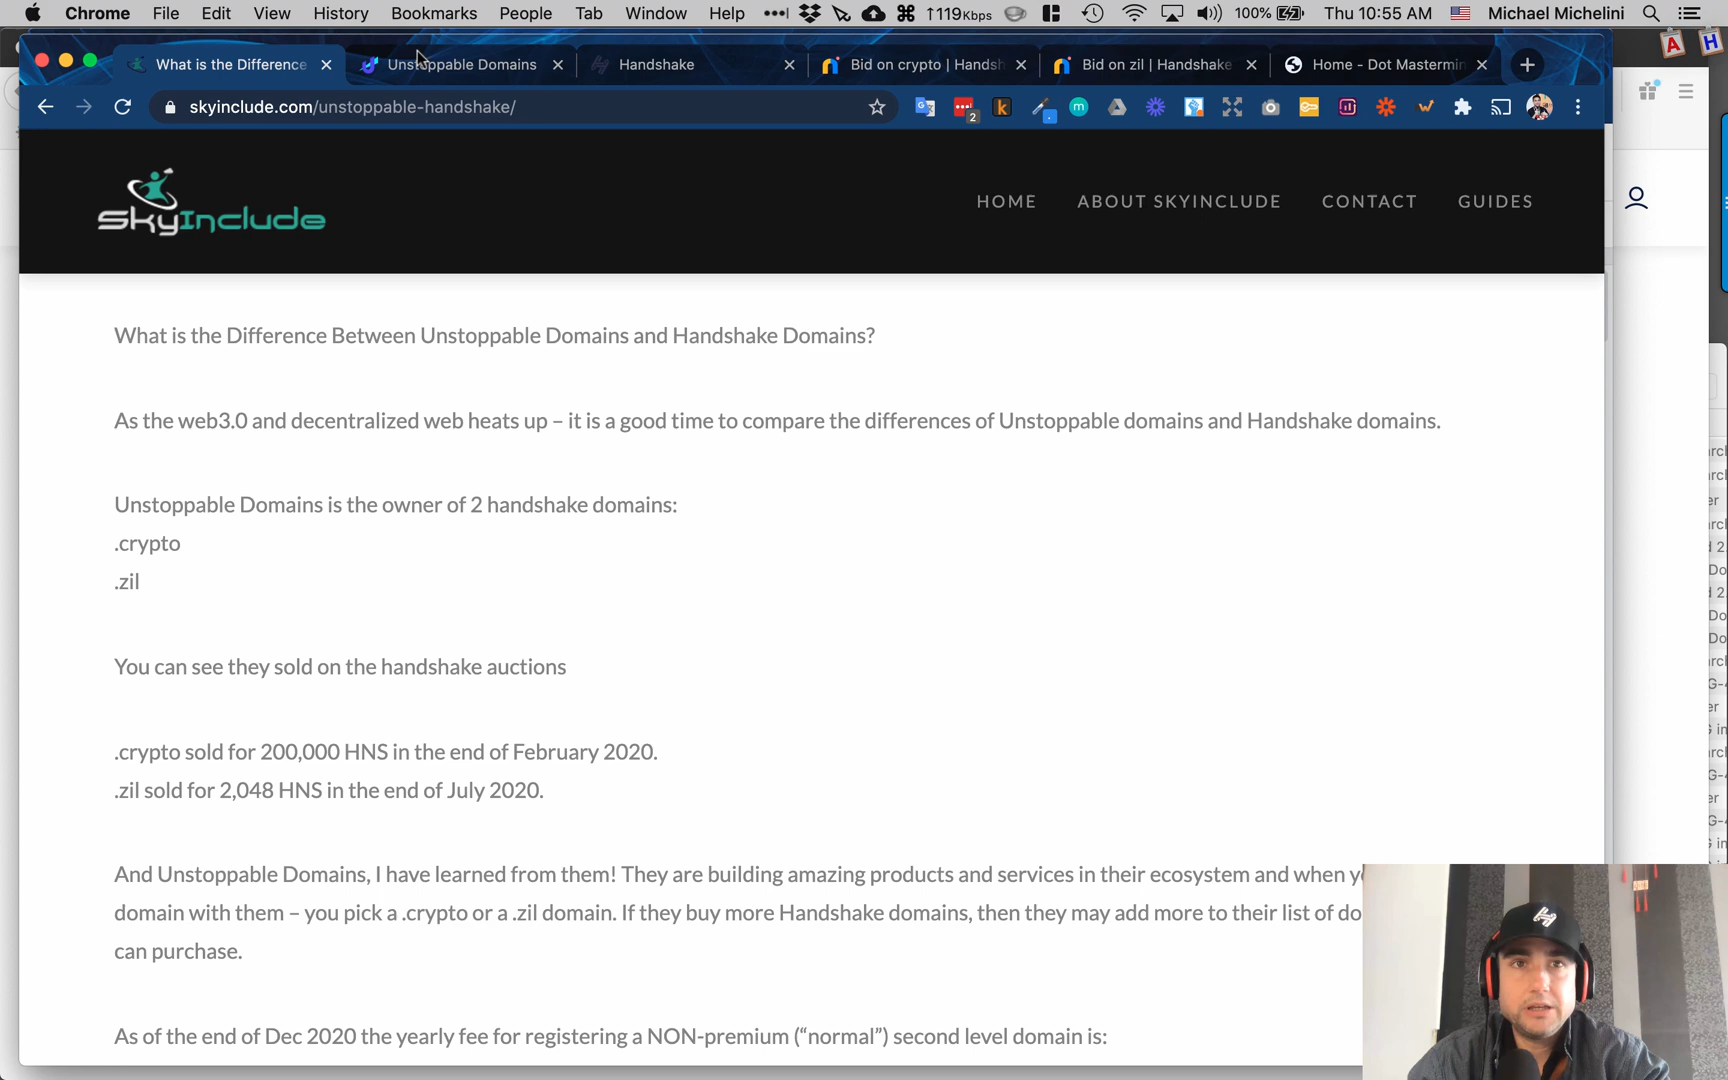 Chrome File Edit View History Bookmarks People Tab Window Help ↑119Kbps 100% Thu 10:55 AM Michael Michelini
What is the Difference Unstoppable Domains Handshake Bid on crypto | Handsh Bid on zil | Handshake Home - Dot Mastermin
skyinclude.com/unstoppable-handshake/
2
SkyInclude
HOME ABOUT SKYINCLUDE CONTACT GUIDES
What is the Difference Between Unstoppable Domains and Handshake Domains?
As the web3.0 and decentralized web heats up – it is a good time to compare the differences of Unstoppable domains and Handshake domains.
Unstoppable Domains is the owner of 2 handshake domains:
.crypto
.zil
You can see they sold on the handshake auctions
.crypto sold for 200,000 HNS in the end of February 2020.
.zil sold for 2,048 HNS in the end of July 2020.
And Unstoppable Domains, I have learned from them! They are building amazing products and services in their ecosystem and when
domain with them – you pick a .crypto or a .zil domain. If they buy more Handshake domains, then they may add more to their list of
can purchase.
As of the end of Dec 2020 the yearly fee for registering a NON-premium (“normal”) second level domain is: